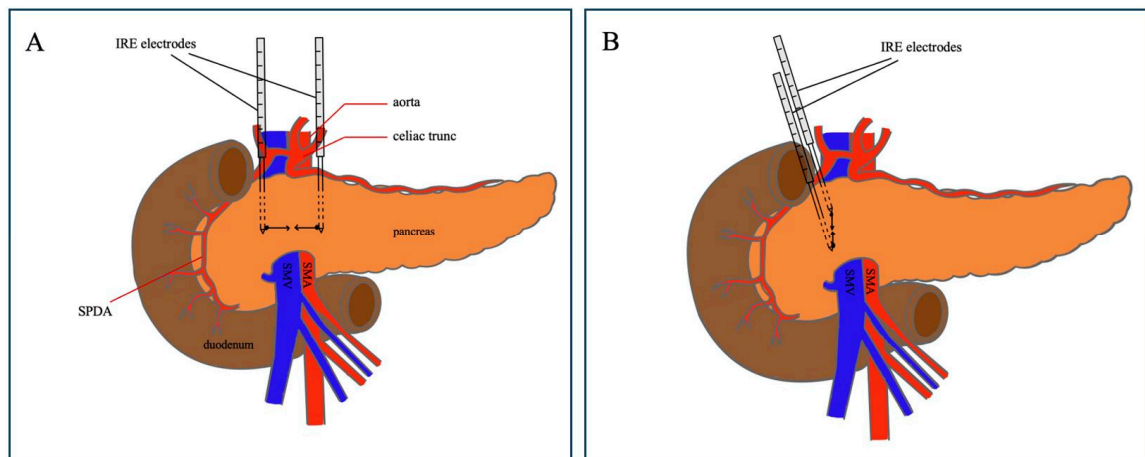 A
IRE electrodes
aorta
celiac trunc
pancreas
SMV
SMA
SPDA
duodenum
B
IRE electrodes
SMV
SMA